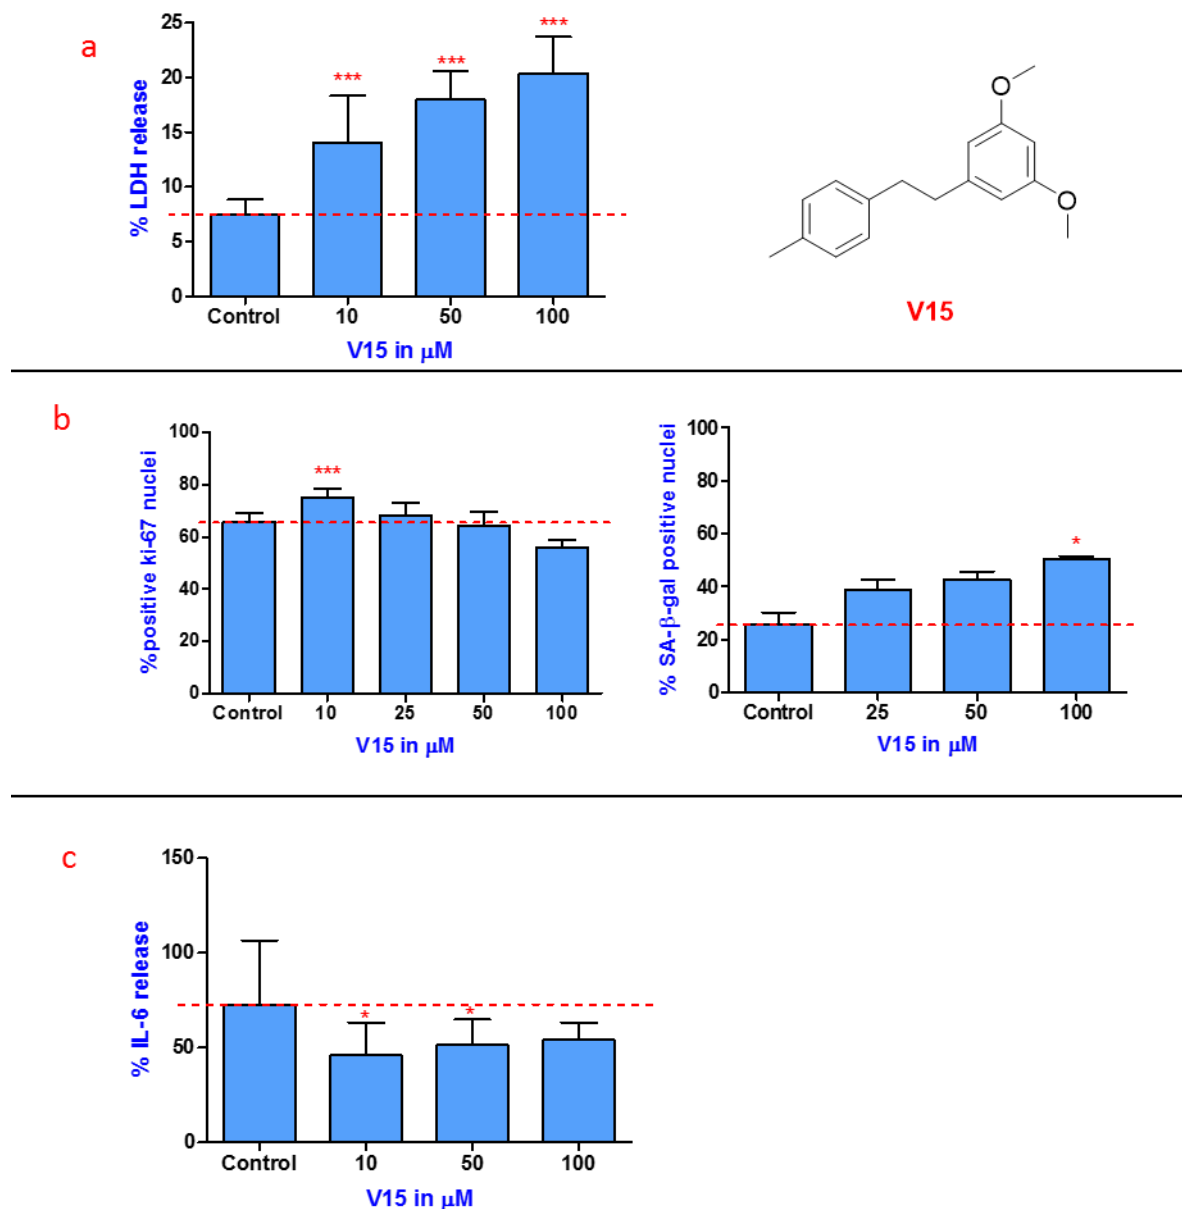 a
% LDH release
25
20
15
10
5
0
***
***
***
Control 10 50 100
V15 in μM
O
O
V15
b
%positive ki-67 nuclei
100
80
60
40
20
0
***
Control 10 25 50 100
V15 in μM
% SA-β-gal positive nuclei
100
80
60
40
20
0
*
Control 25 50 100
V15 in μM
c
% IL-6 release
150
100
50
0
*
*
Control 10 50 100
V15 in μM